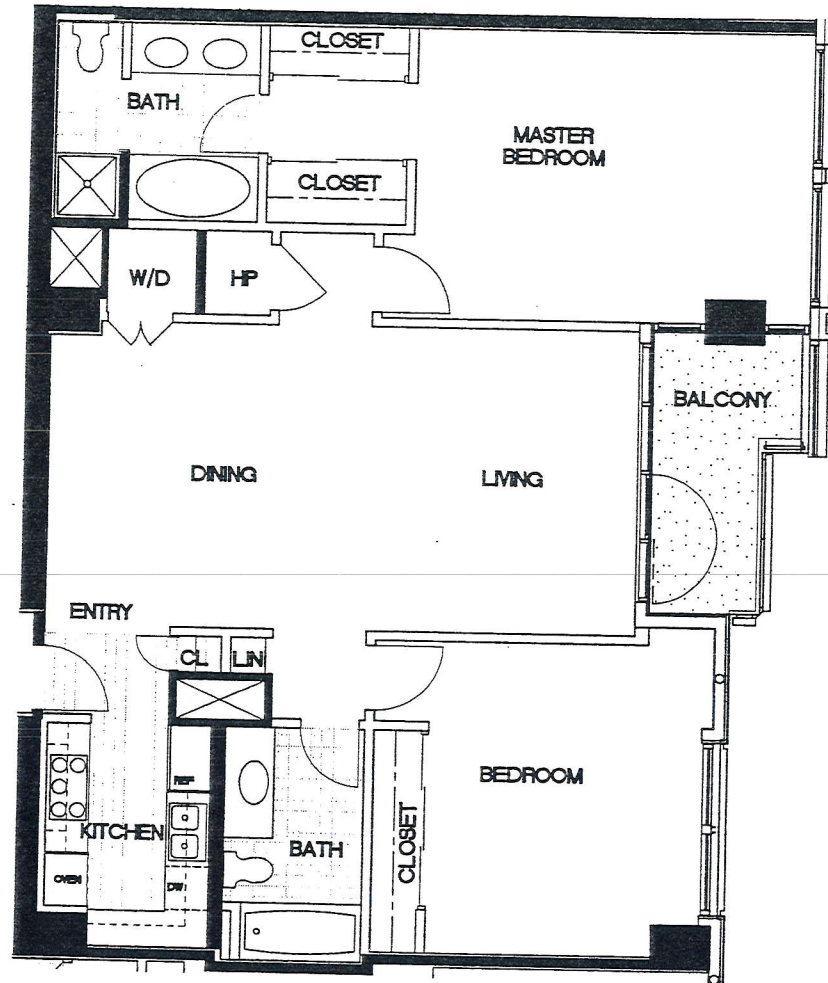 CLOSET
BATH
MASTER
BEDROOM
CLOSET
W/D
HP
BALCONY
DINING
LIVING
ENTRY
CL
LIN
REF
BEDROOM
KITCHEN
BATH
CLOSET
OVEN
DW